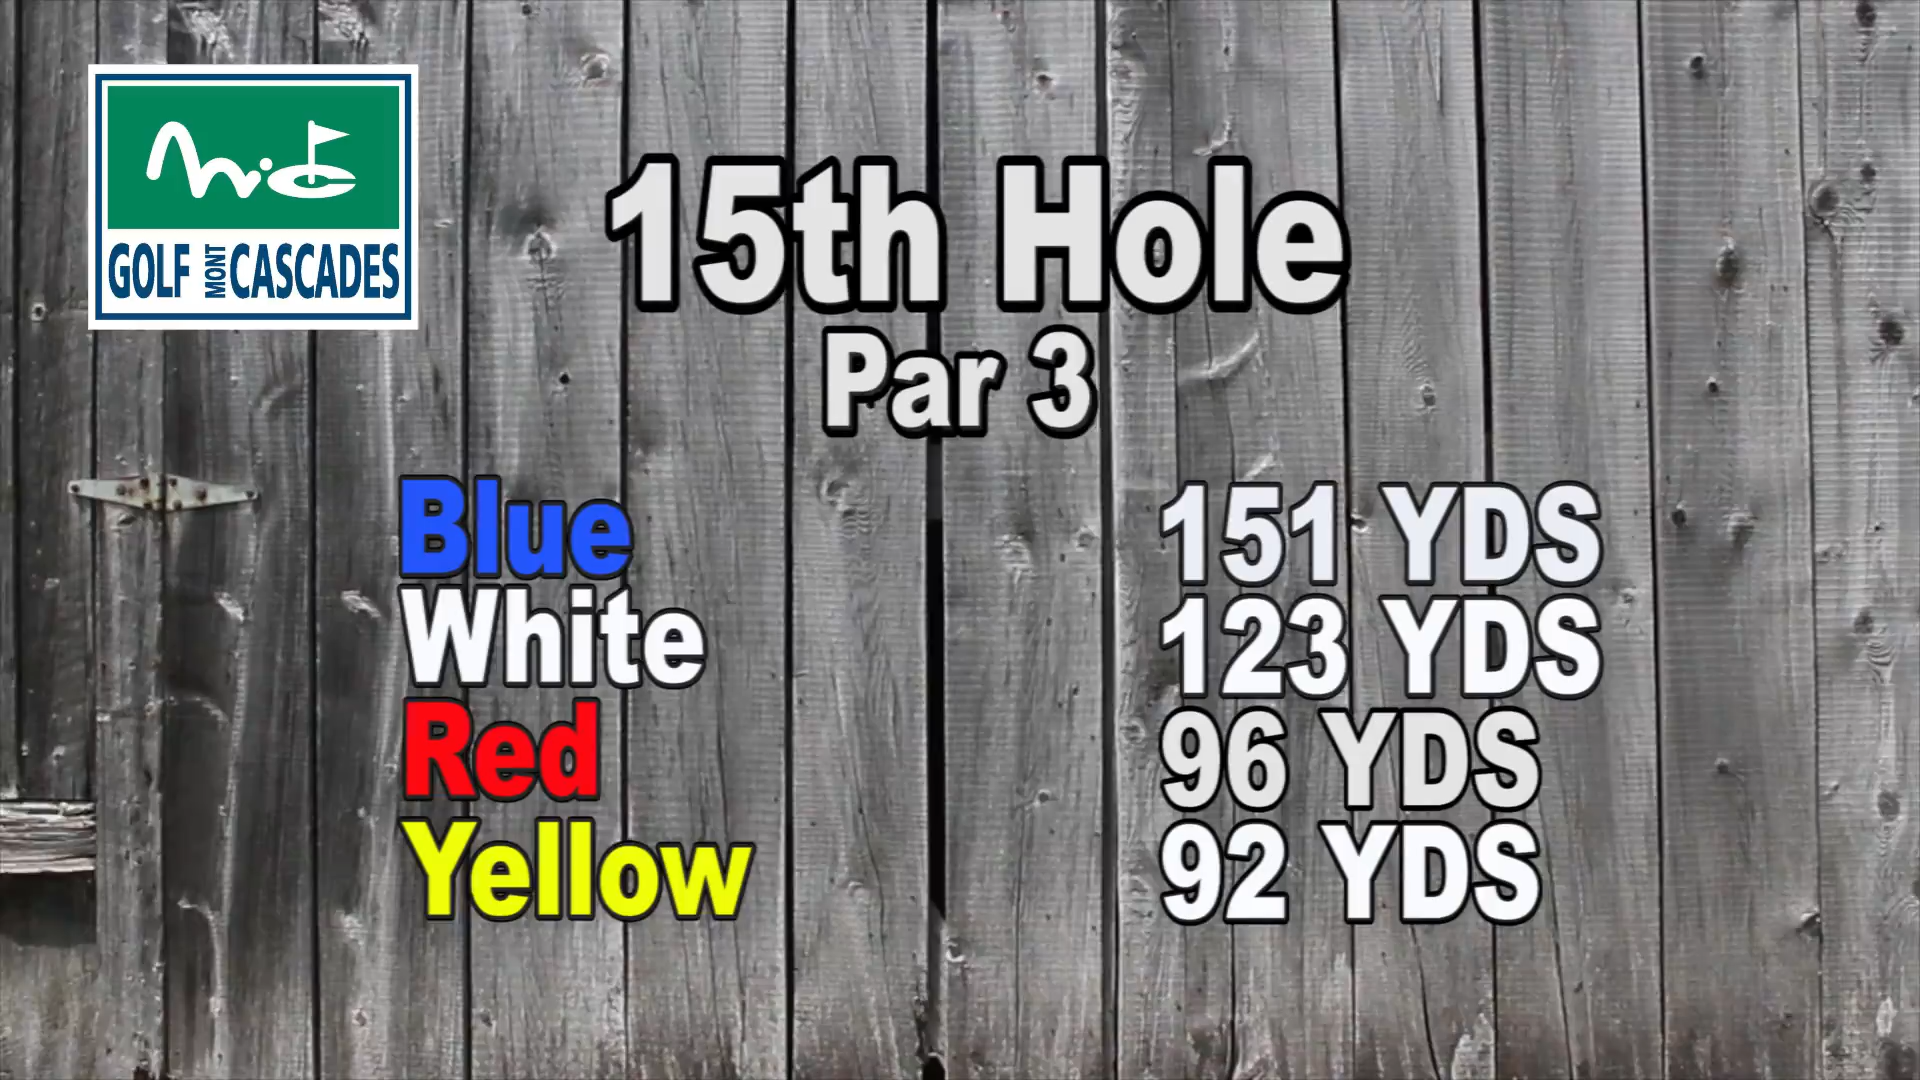 GOLF MONT CASCADES
15th Hole
Par 3
Blue 151 YDS
White 123 YDS
Red 96 YDS
Yellow 92 YDS